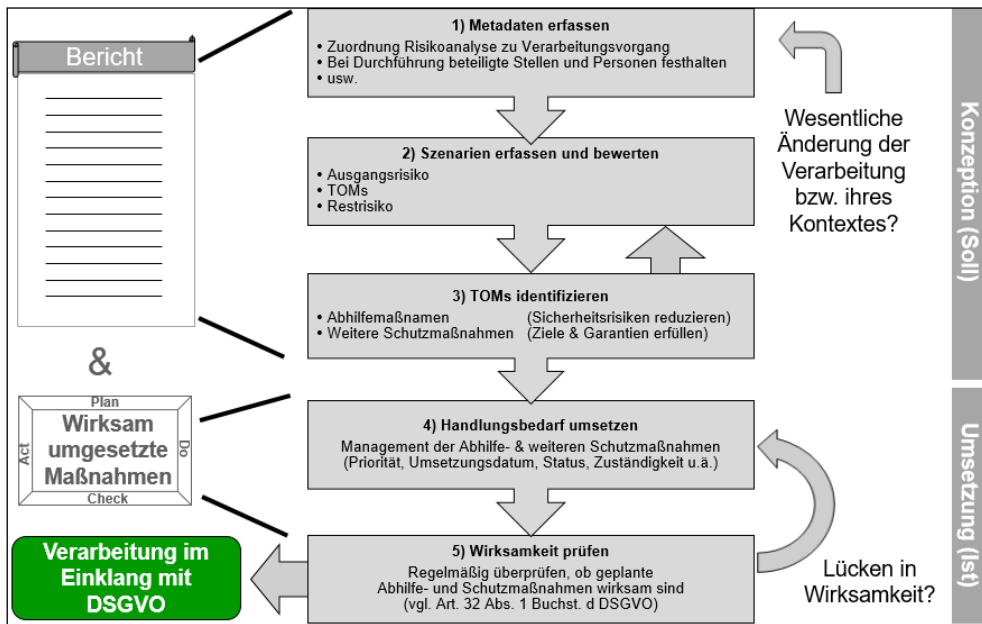 Bericht
1) Metadaten erfassen
• Zuordnung Risikoanalyse zu Verarbeitungsvorgang
• Bei Durchführung beteiligte Stellen und Personen festhalten
• usw.
Wesentliche
Änderung der
Verarbeitung
bzw. ihres
Kontextes?
Konzeption (Soll)
2) Szenarien erfassen und bewerten
• Ausgangsrisiko
• TOMs
• Restrisiko
3) TOMs identifizieren
• Abhilfemaßnamen (Sicherheitsrisiken reduzieren)
• Weitere Schutzmaßnahmen (Ziele & Garantien erfüllen)
&
Plan
Act
Wirksam
umgesetzte
Maßnahmen
Do
Check
4) Handlungsbedarf umsetzen
Management der Abhilfe- & weiteren Schutzmaßnahmen
(Priorität, Umsetzungsdatum, Status, Zuständigkeit u.ä.)
Umsetzung (Ist)
5) Wirksamkeit prüfen
Regelmäßig überprüfen, ob geplante
Abhilfe- und Schutzmaßnahmen wirksam sind
(vgl. Art. 32 Abs. 1 Buchst. d DSGVO)
Lücken in
Wirksamkeit?
Verarbeitung im
Einklang mit
DSGVO